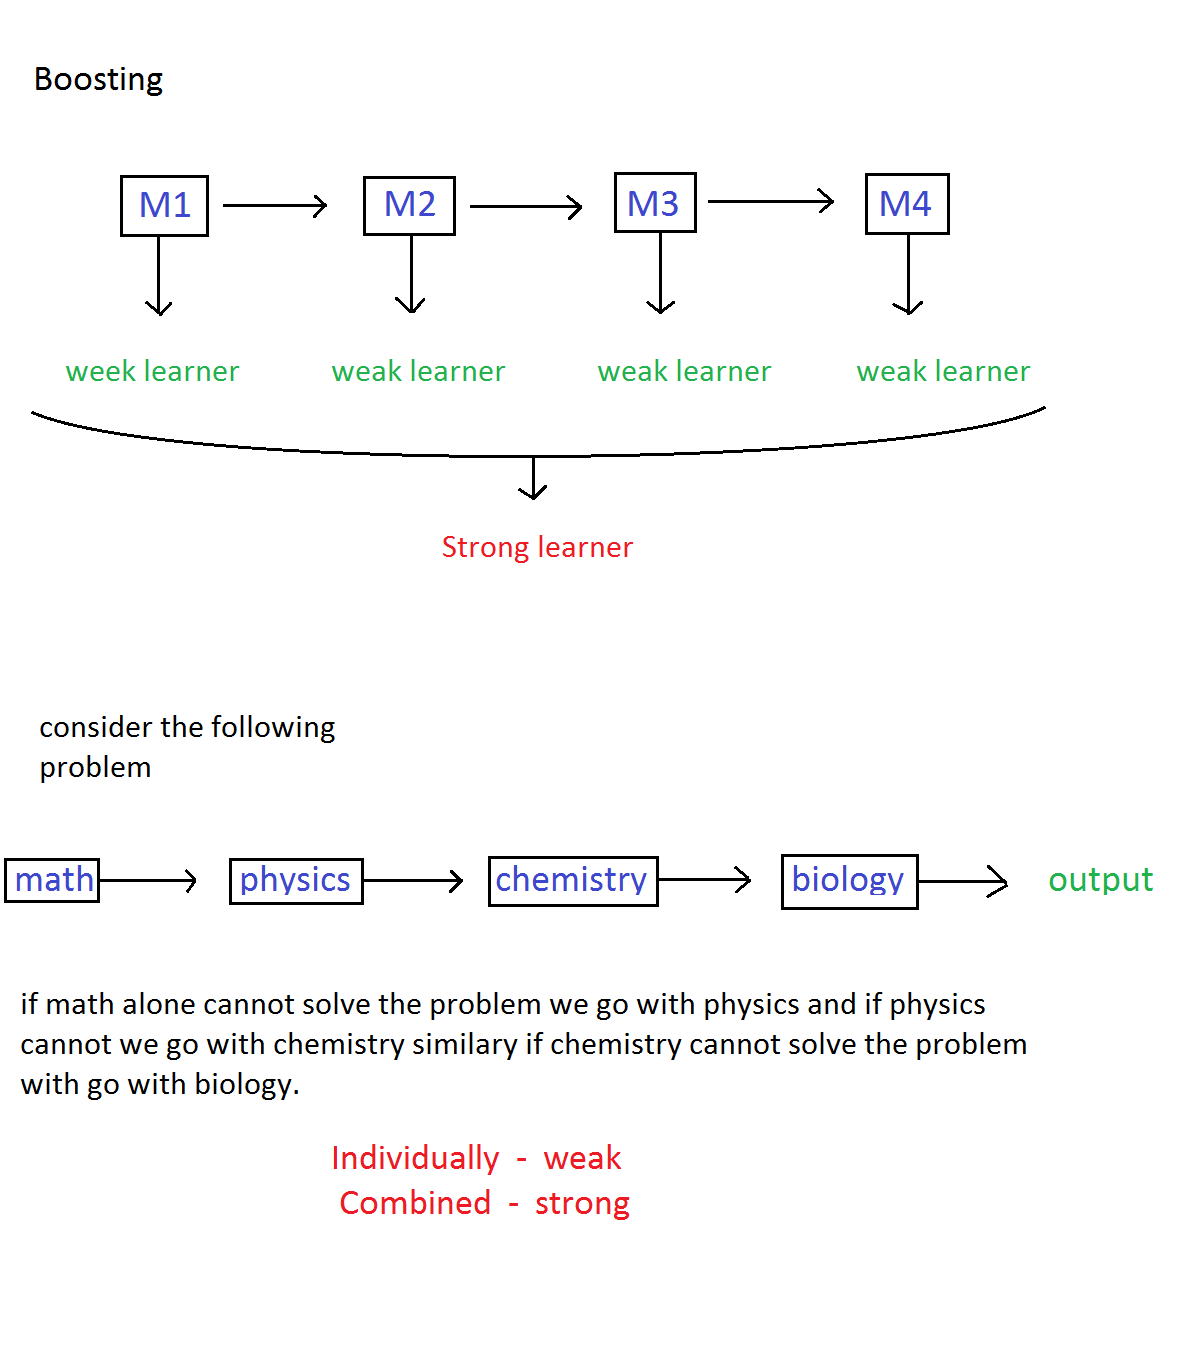 Boosting
M1 M2 M3 M4
week learner weak learner weak learner weak learner
Strong learner
consider the following
problem
math physics chemistry biology output
if math alone cannot solve the problem we go with physics and if physics
cannot we go with chemistry similary if chemistry cannot solve the problem
with go with biology.
Individually - weak
Combined - strong